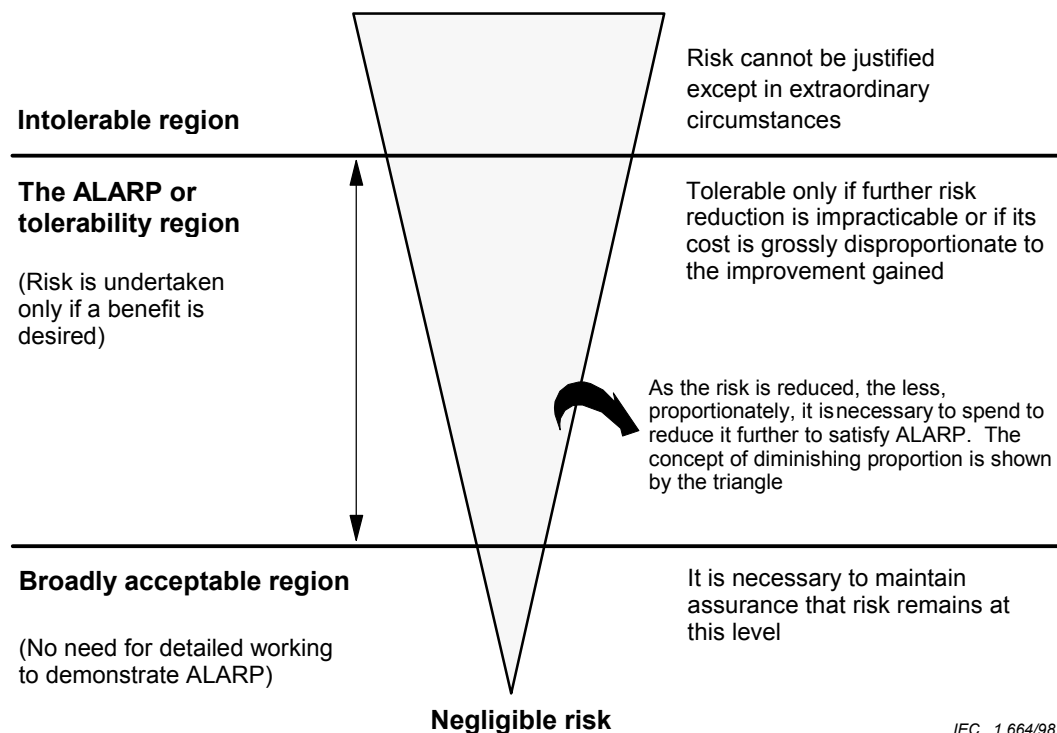 Risk cannot be justified
except in extraordinary
circumstances
Intolerable region
The ALARP or
tolerability region
(Risk is undertaken
only if a benefit is
desired)
Tolerable only if further risk
reduction is impracticable or if its
cost is grossly disproportionate to
the improvement gained
As the risk is reduced, the less,
proportionately, it is necessary to spend to
reduce it further to satisfy ALARP. The
concept of diminishing proportion is shown
by the triangle
Broadly acceptable region
(No need for detailed working
to demonstrate ALARP)
It is necessary to maintain
assurance that risk remains at
this level
Negligible risk
IEC 1 664/98